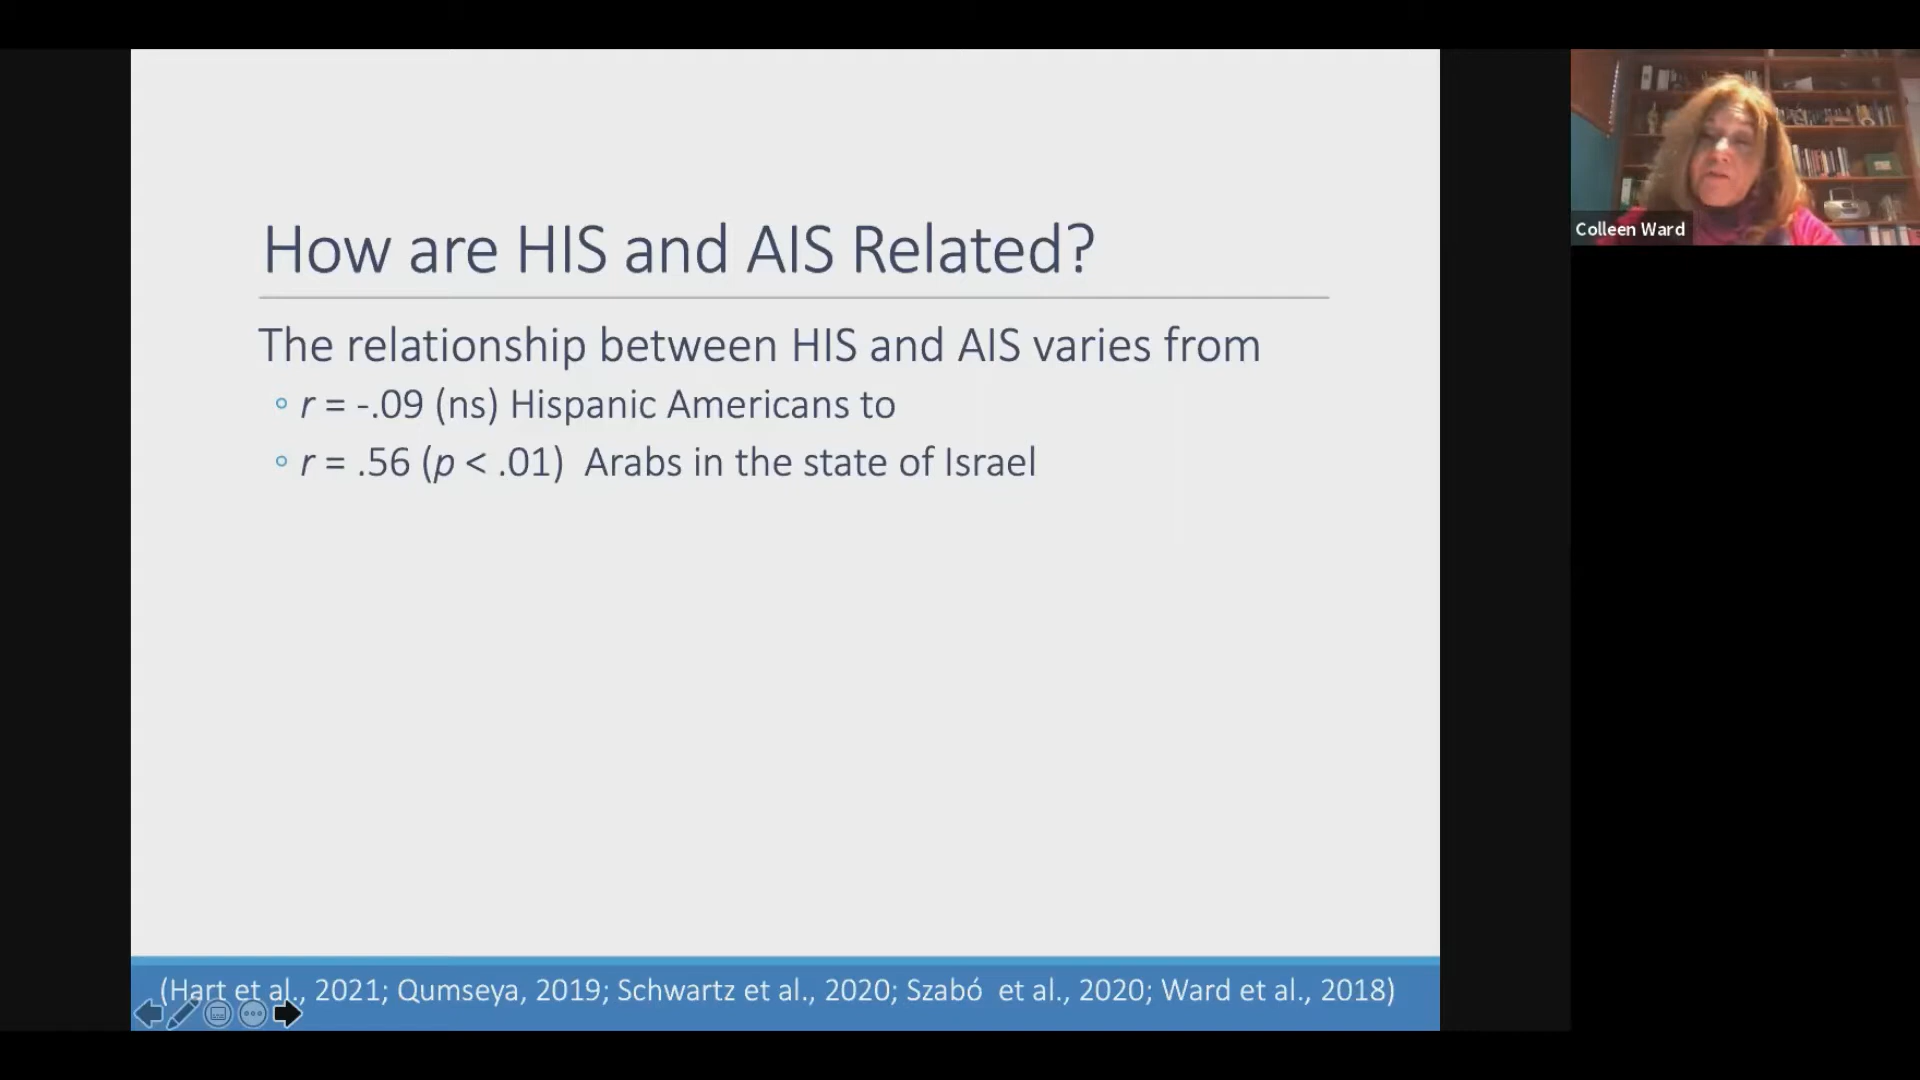 How are HIS and AIS Related?
The relationship between HIS and AIS varies from
r = -.09 (ns) Hispanic Americans to
r = .56 (p < .01) Arabs in the state of Israel
(Hart et al., 2021; Qumseya, 2019; Schwartz et al., 2020; Szabó et al., 2020; Ward et al., 2018)
Colleen Ward